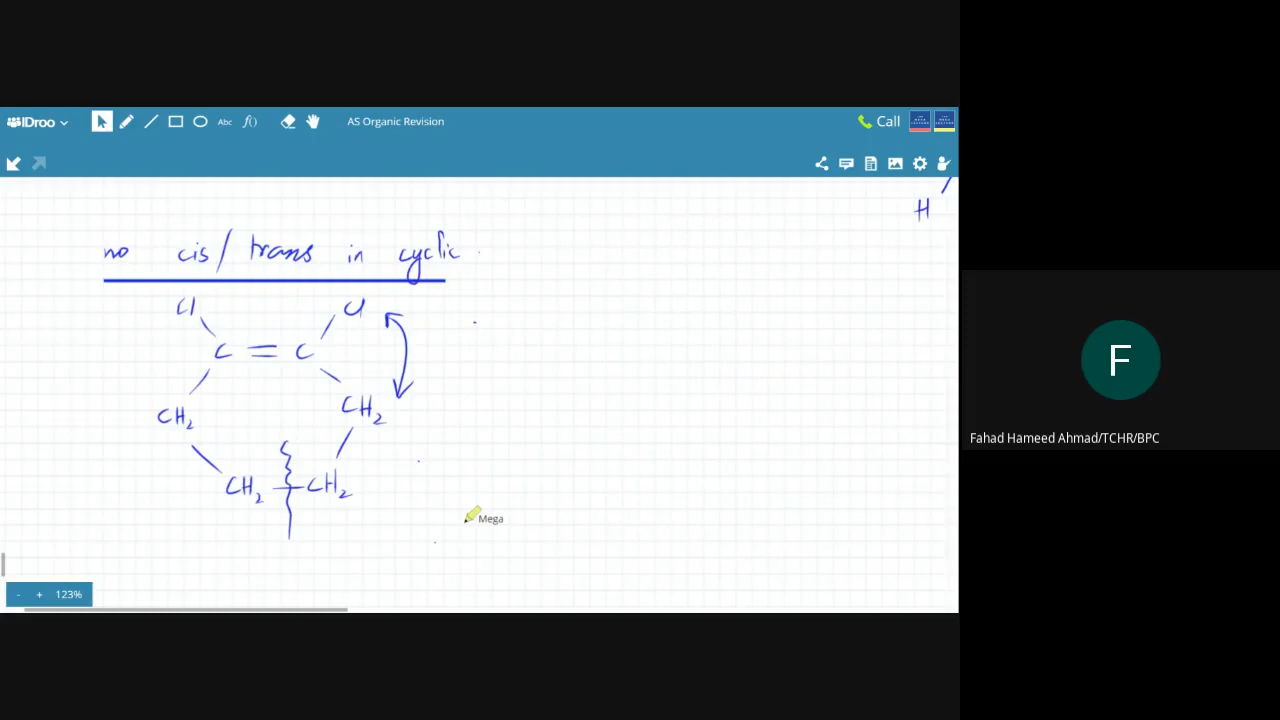 IDroo
Abc
f()
AS Organic Revision
Call
H
no cis/trans in cyclic
Cl Cl
C = C
CH2 CH2
CH2 CH2
Mega
- + 123%
F
Fahad Hameed Ahmad/TCHR/BPC